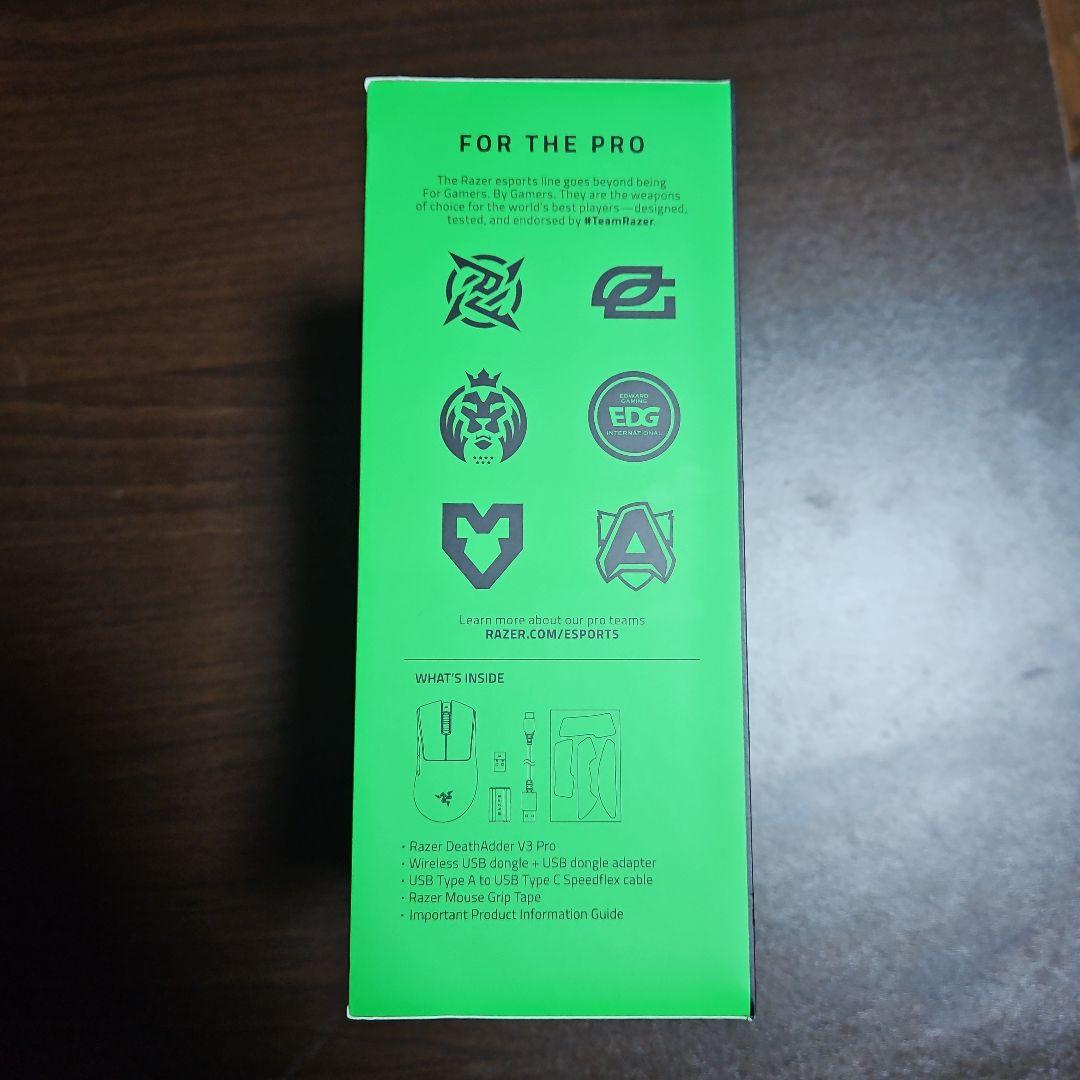 FOR THE PRO
The Razer esports line goes beyond being
For Gamers. By Gamers. They are the weapons
of choice for the world's best players—designed,
tested, and endorsed by #TeamRazer.
EDWARD
GAMING
EDG
INTERNATIONAL
A
Learn more about our pro teams
RAZER.COM/ESPORTS
WHAT'S INSIDE
RAZER
• Razer DeathAdder V3 Pro
• Wireless USB dongle + USB dongle adapter
• USB Type A to USB Type C Speedflex cable
• Razer Mouse Grip Tape
• Important Product Information Guide